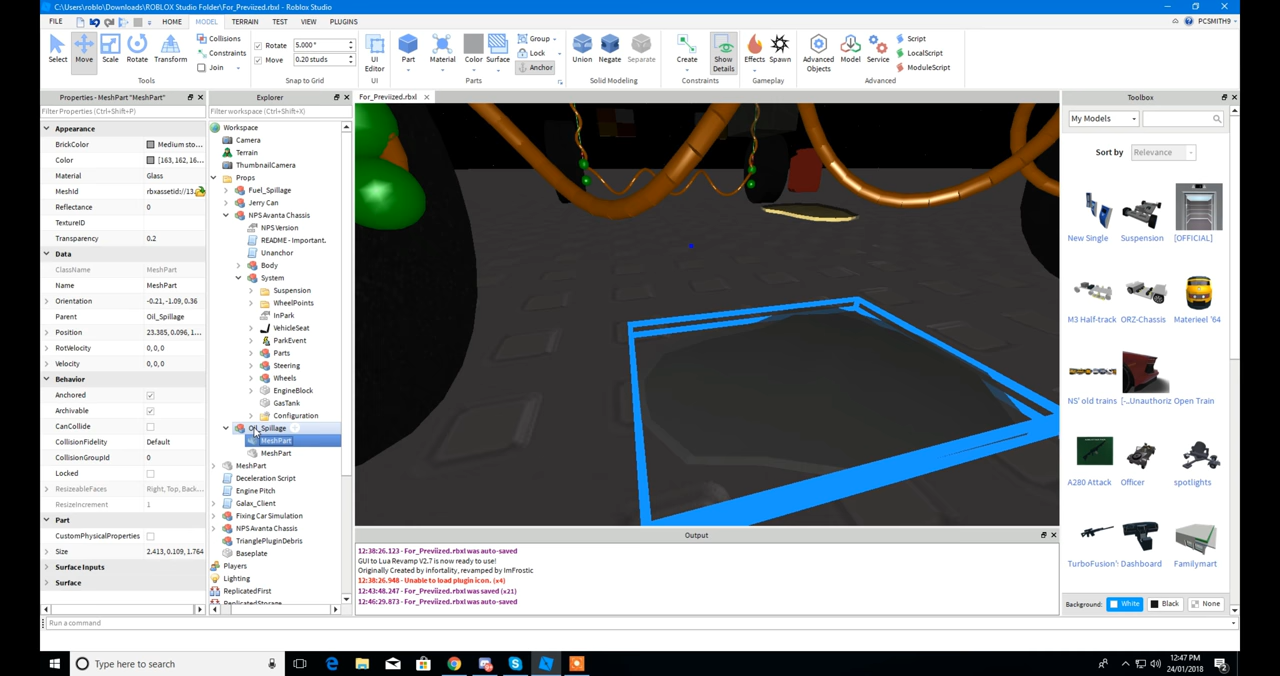 C:\Users\roblo\Downloads\ROBLOX Studio Folder\For_Previized.rbxl - Roblox Studio
FILE HOME MODEL TERRAIN TEST VIEW PLUGINS PCSMITH9
Select Move Scale Rotate Transform
Collisions
Constraints
Join
Tools
Rotate 5.000°
Move 0.20 studs
Snap to Grid
UI Editor
UI
Part Material Color Surface
Group
Lock
Anchor
Parts
Union Negate Separate
Solid Modeling
Create Show Details
Constraints
Effects Spawn
Gameplay
Advanced Objects Model Service
Script
LocalScript
ModuleScript
Advanced
Properties - MeshPart "MeshPart"
Filter Properties (Ctrl+Shift+P)
Appearance
BrickColor Medium sto...
Color [163, 162, 16...
Material Glass
MeshId rbxassetid://13...
Reflectance 0
TextureID
Transparency 0.2
Data
ClassName MeshPart
Name MeshPart
Orientation -0.21, -1.09, 0.36
Parent Oil_Spillage
Position 23.385, 0.096, 1...
RotVelocity 0, 0, 0
Velocity 0, 0, 0
Behavior
Anchored
Archivable
CanCollide
CollisionFidelity Default
CollisionGroupId 0
Locked
ResizeableFaces Right, Top, Back...
ResizeIncrement 1
Part
CustomPhysicalProperties
Size 2.413, 0.109, 1.764
Surface Inputs
Surface
Explorer
Filter workspace (Ctrl+Shift+X)
Workspace
Camera
Terrain
ThumbnailCamera
Props
Fuel_Spillage
Jerry Can
NPS Avanta Chassis
NPS Version
README - Important.
Unanchor
Body
System
Suspension
WheelPoints
InPark
VehicleSeat
ParkEvent
Parts
Steering
Wheels
EngineBlock
GasTank
Configuration
Oil_Spillage
MeshPart
MeshPart
MeshPart
Deceleration Script
Engine Pitch
Galax_Client
Fixing Car Simulation
NPS Avanta Chassis
TrianglePluginDebris
Baseplate
Players
Lighting
ReplicatedFirst
ReplicatedStorage
For_Previized.rbxl
Output
12:38:26.123 - For_Previized.rbxl was auto-saved
GUI to Lua Revamp V2.7 is now ready to use!
Originally Created by infortality, revamped by ImFrostic
12:38:26.948 - Unable to load plugin icon. (x4)
12:43:48.247 - For_Previized.rbxl was saved (x21)
12:46:29.873 - For_Previized.rbxl was auto-saved
Toolbox
My Models
Sort by Relevance
New Single Suspension [OFFICIAL]
M3 Half-track ORZ-Chassis Materieel '64
NS' old trains [-..Unauthoriz Open Train
A280 Attack Officer spotlights
TurboFusion': Dashboard Familymart
Background: White Black None
Run a command
Type here to search
12:47 PM
24/01/2018
2